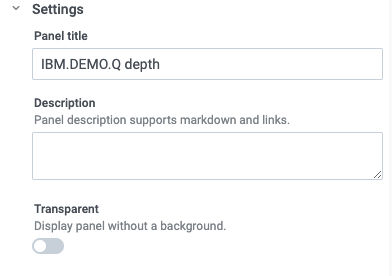 Settings
Panel title
IBM.DEMO.Q depth
Description
Panel description supports markdown and links.
Transparent
Display panel without a background.